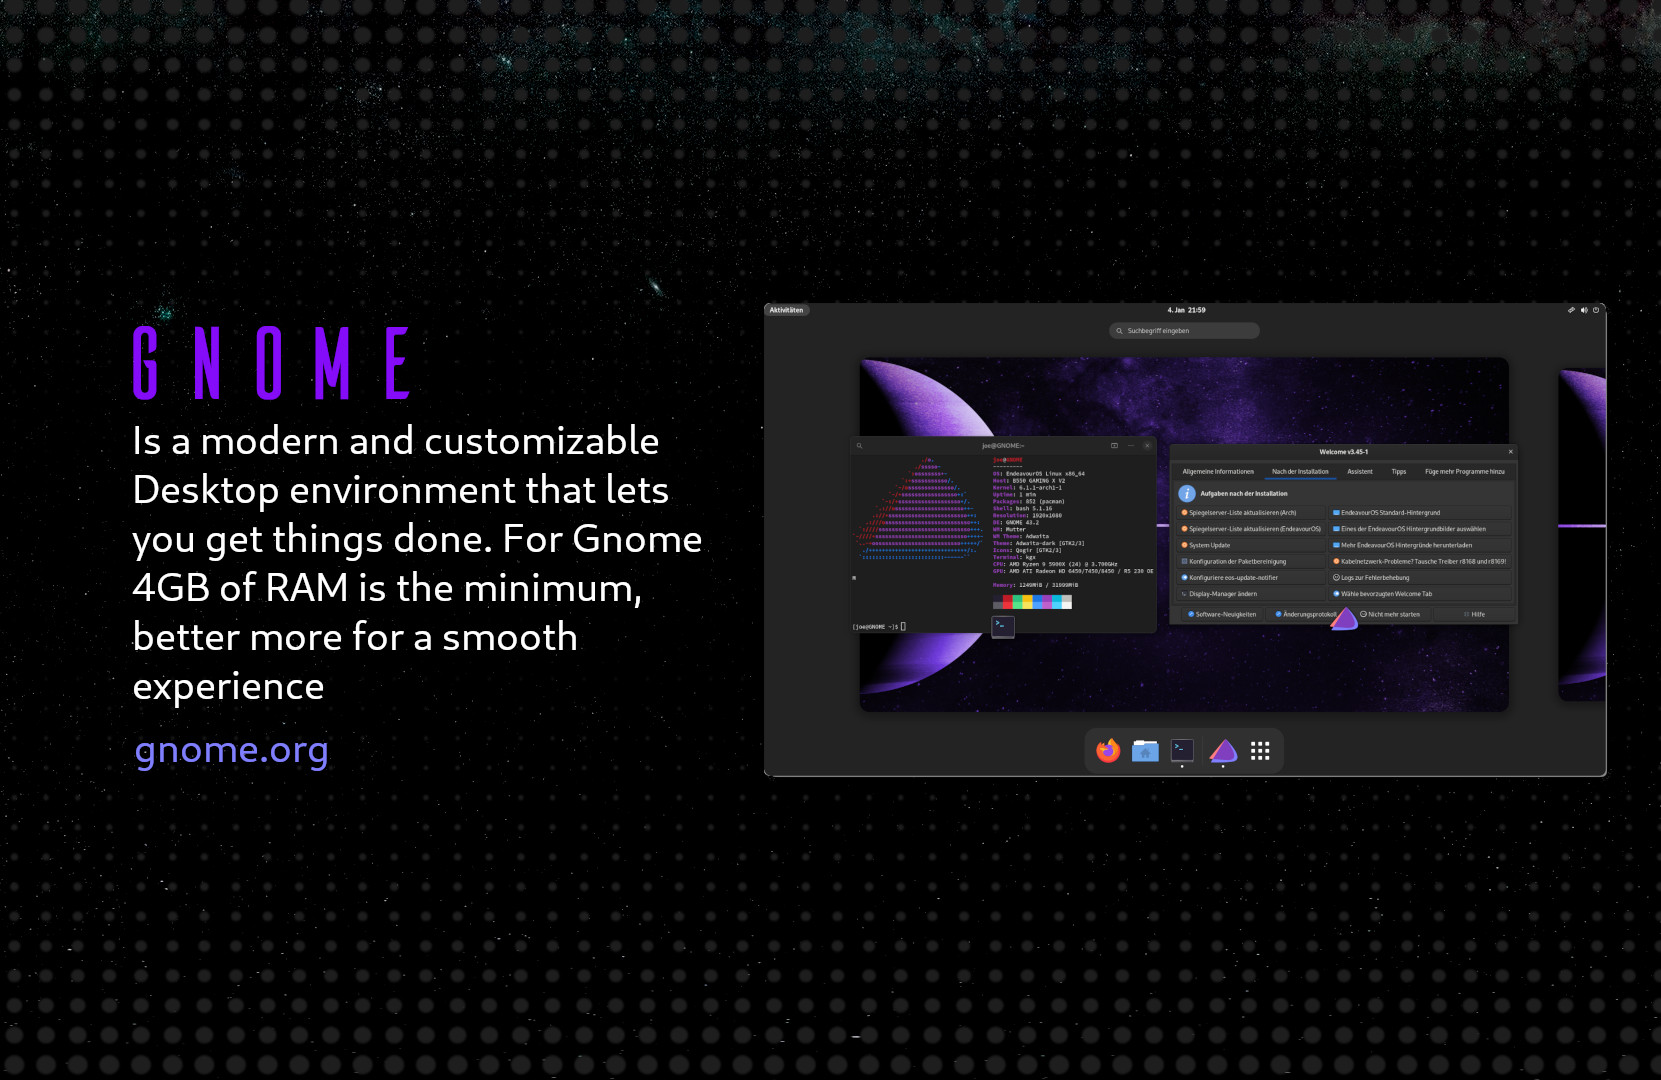 GNOME
Is a modern and customizable
Desktop environment that lets
you get things done. For Gnome
4GB of RAM is the minimum,
better more for a smooth
experience
gnome.org
Aktivitäten
4. Jan 21:59
Suchbegriff eingeben
joe@GNOME:~
joe@GNOME
OS: EndeavourOS Linux x86_64
Host: B550 GAMING X V2
Kernel: 6.1.1-arch1-1
Uptime: 1 min
Packages: 852 (pacman)
Shell: bash 5.1.16
Resolution: 1920x1080
DE: GNOME 43.2
WM: Mutter
WM Theme: Adwaita
Theme: Adwaita-dark [GTK2/3]
Icons: Qogir [GTK2/3]
Terminal: kgx
CPU: AMD Ryzen 9 5900X (24) @ 3.700GHz
GPU: AMD ATI Radeon HD 6450/7450/8450 / R5 230 OE
m
Memory: 1249MiB / 31999MiB
[joe@GNOME ~]$
Welcome v3.45-1
Allgemeine Informationen
Nach der Installation
Assistent
Tipps
Füge mehr Programme hinzu
Aufgaben nach der Installation
Spiegelserver-Liste aktualisieren (Arch)
EndeavourOS Standard-Hintergrund
Spiegelserver-Liste aktualisieren (EndeavourOS)
Eines der EndeavourOS Hintergrundbilder auswählen
System Update
Mehr EndeavourOS Hintergründe herunterladen
Konfiguration der Paketbereinigung
Kabelnetzwerk-Probleme? Tausche Treiber r8168 und r8169!
Konfiguriere eos-update-notifier
Logs zur Fehlerbehebung
Display-Manager ändern
Wähle bevorzugten Welcome Tab
Software-Neuigkeiten
Änderungsprotokoll
Nicht mehr starten
Hilfe